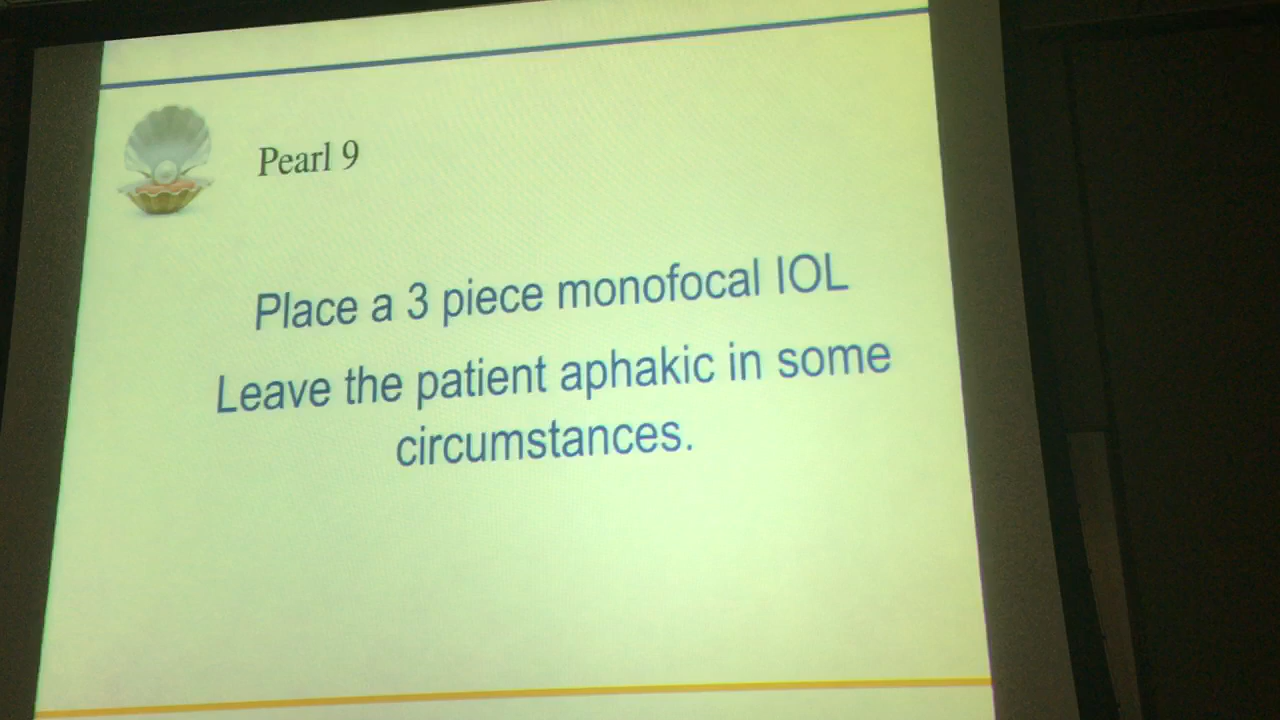 Pearl 9
Place a 3 piece monofocal IOL
Leave the patient aphakic in some
circumstances.